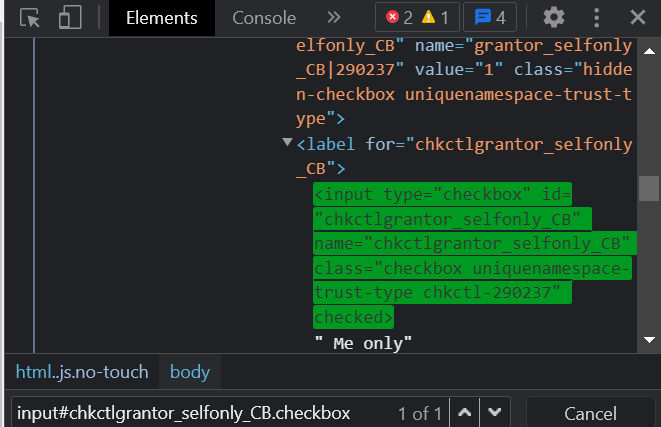 Elements Console 2 1 4
elfonly_CB" name="grantor_selfonly
_CB|290237" value="1" class="hidde
n-checkbox uniquenamespace-trust-t
ype">
<label for="chkctlgrantor_selfonly
_CB">
<input type="checkbox" id=
"chkctlgrantor_selfonly_CB"
name="chkctlgrantor_selfonly_CB"
class="checkbox uniquenamespace-
trust-type chkctl-290237"
checked>
" Me only"
html..js.no-touch body
input#chkctlgrantor_selfonly_CB.checkbox 1 of 1 Cancel